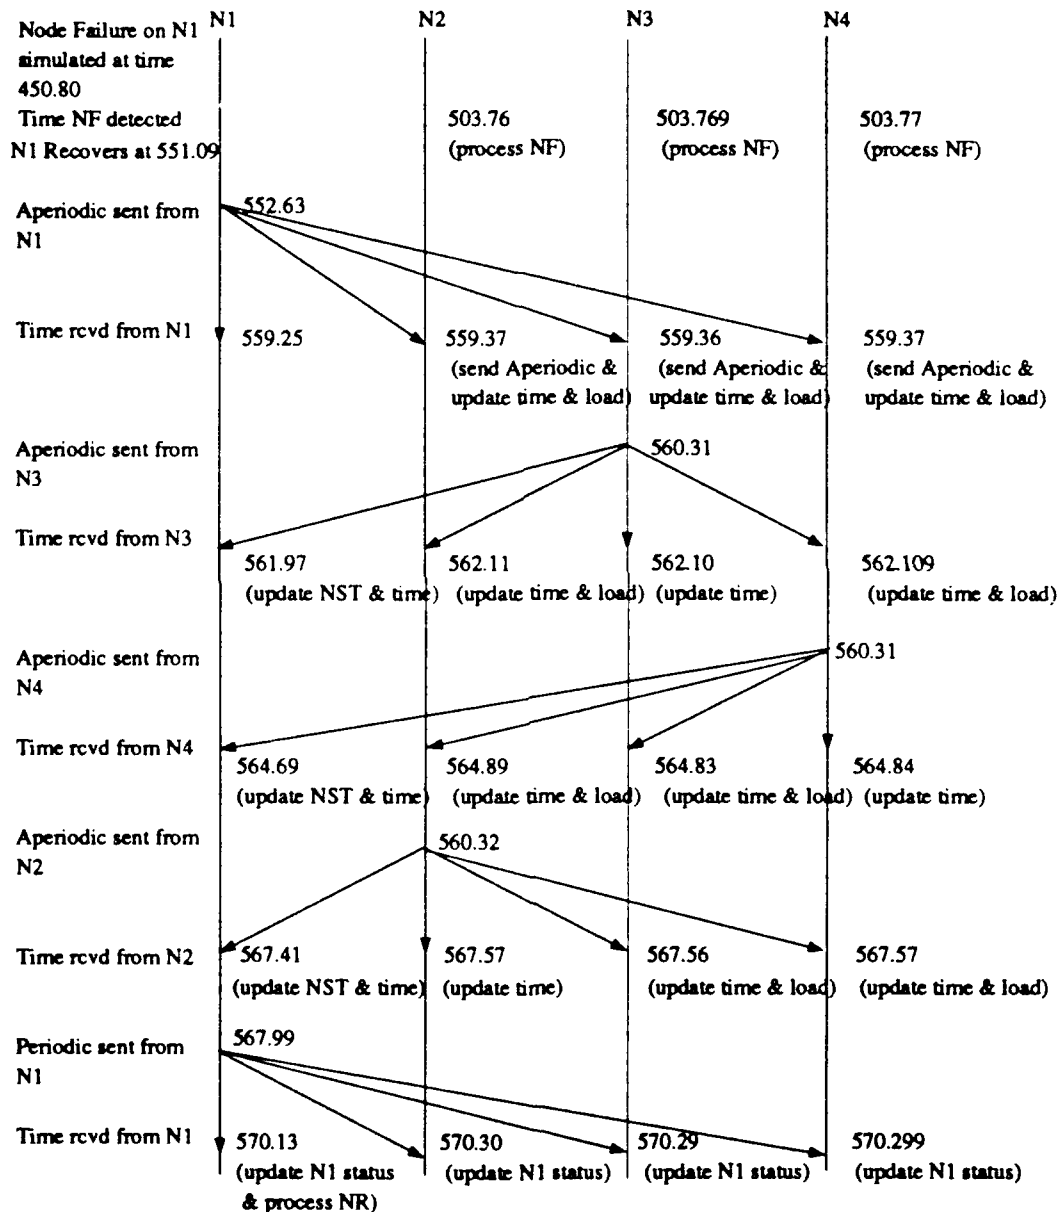 N1 N2 N3 N4
Node Failure on N1
simulated at time
450.80
Time NF detected 503.76 503.769 503.77
(process NF) (process NF) (process NF)
N1 Recovers at 551.09
Aperiodic sent from 552.63
N1
Time rcvd from N1 559.25 559.37 559.36 559.37
(send Aperiodic & (send Aperiodic & (send Aperiodic &
update time & load) update time & load) update time & load)
Aperiodic sent from 560.31
N3
Time rcvd from N3
561.97 562.11 562.10 562.109
(update NST & time) (update time & load) (update time) (update time & load)
Aperiodic sent from 560.31
N4
Time rcvd from N4
564.69 564.89 564.83 564.84
(update NST & time) (update time & load) (update time & load) (update time)
Aperiodic sent from 560.32
N2
Time rcvd from N2 567.41 567.57 567.56 567.57
(update NST & time) (update time) (update time & load) (update time & load)
Periodic sent from 567.99
N1
Time rcvd from N1 570.13 570.30 570.29 570.299
(update N1 status (update N1 status) (update N1 status) (update N1 status)
& process NR)